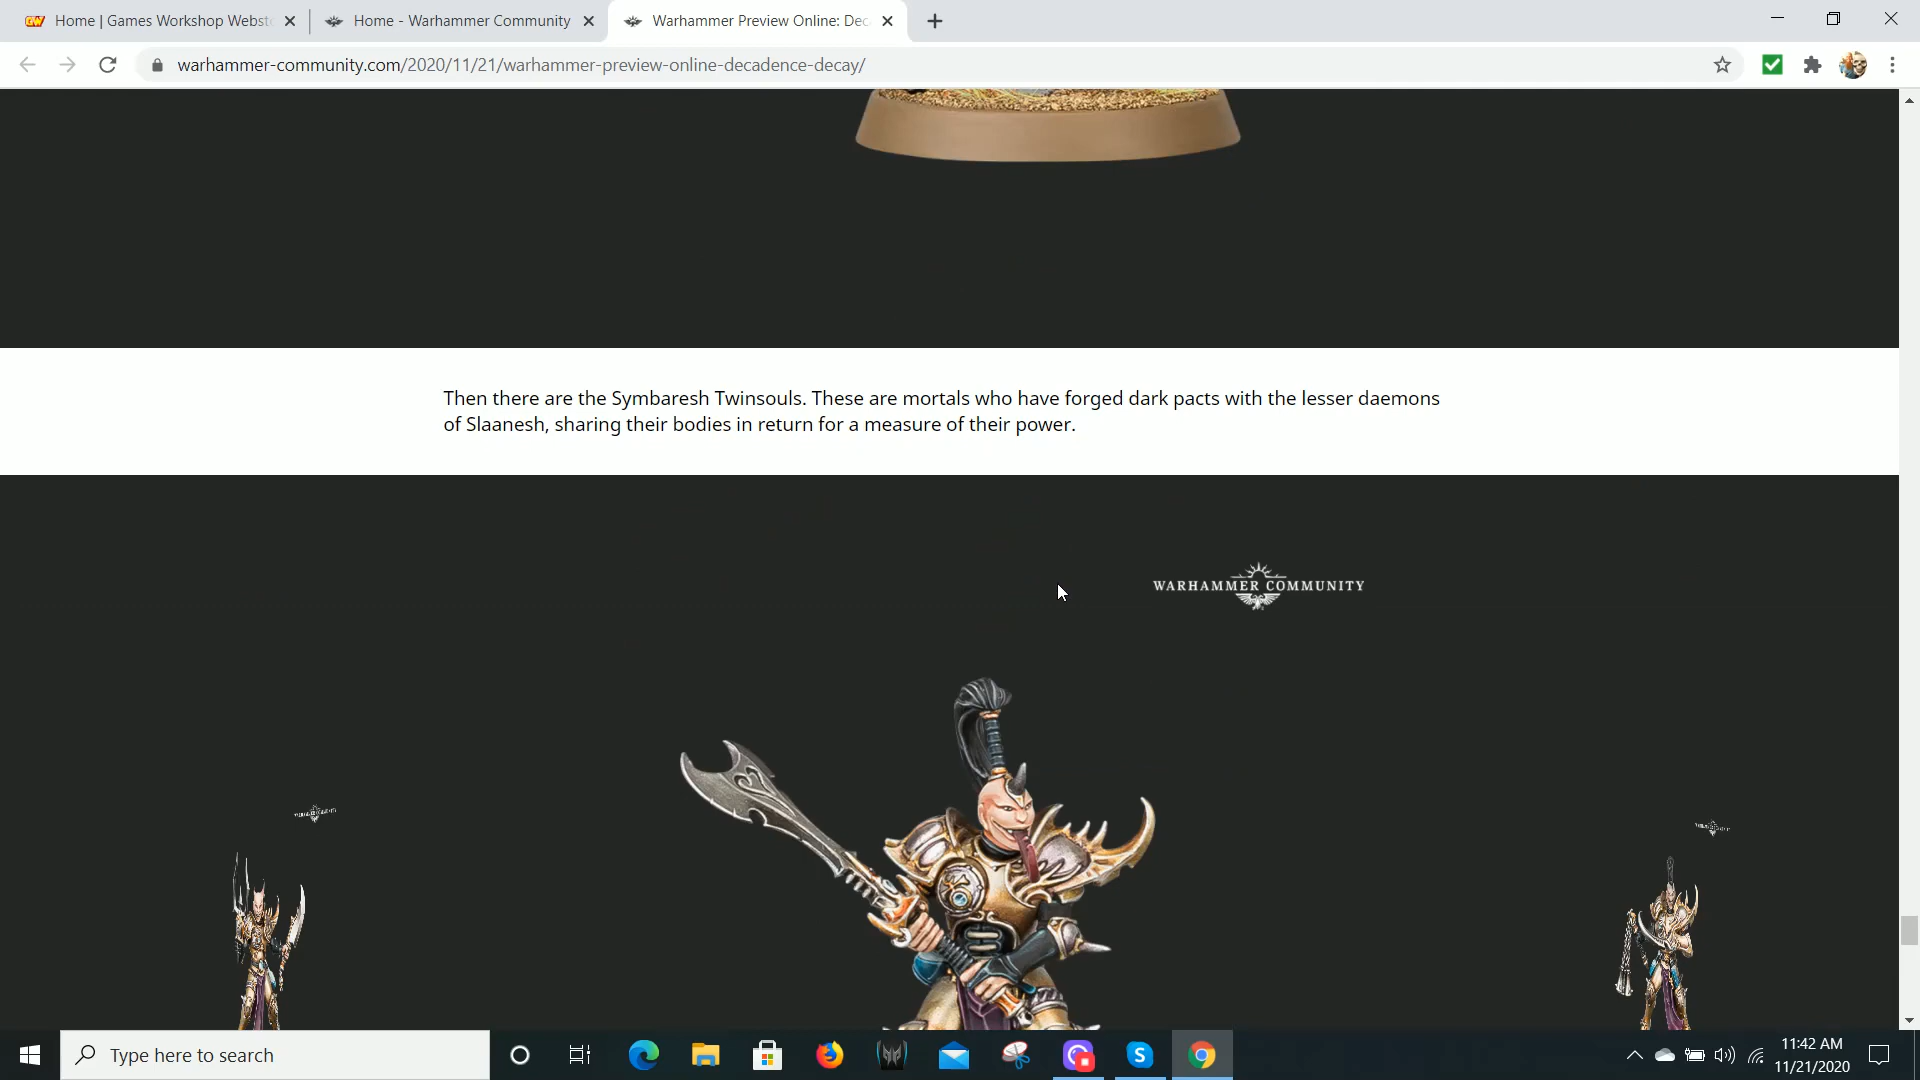 Home | Games Workshop Webst
Home - Warhammer Community
Warhammer Preview Online: Dec
warhammer-community.com/2020/11/21/warhammer-preview-online-decadence-decay/
Then there are the Symbaresh Twinsouls. These are mortals who have forged dark pacts with the lesser daemons
of Slaanesh, sharing their bodies in return for a measure of their power.
WARHAMMER COMMUNITY
Type here to search
11:42 AM
11/21/2020